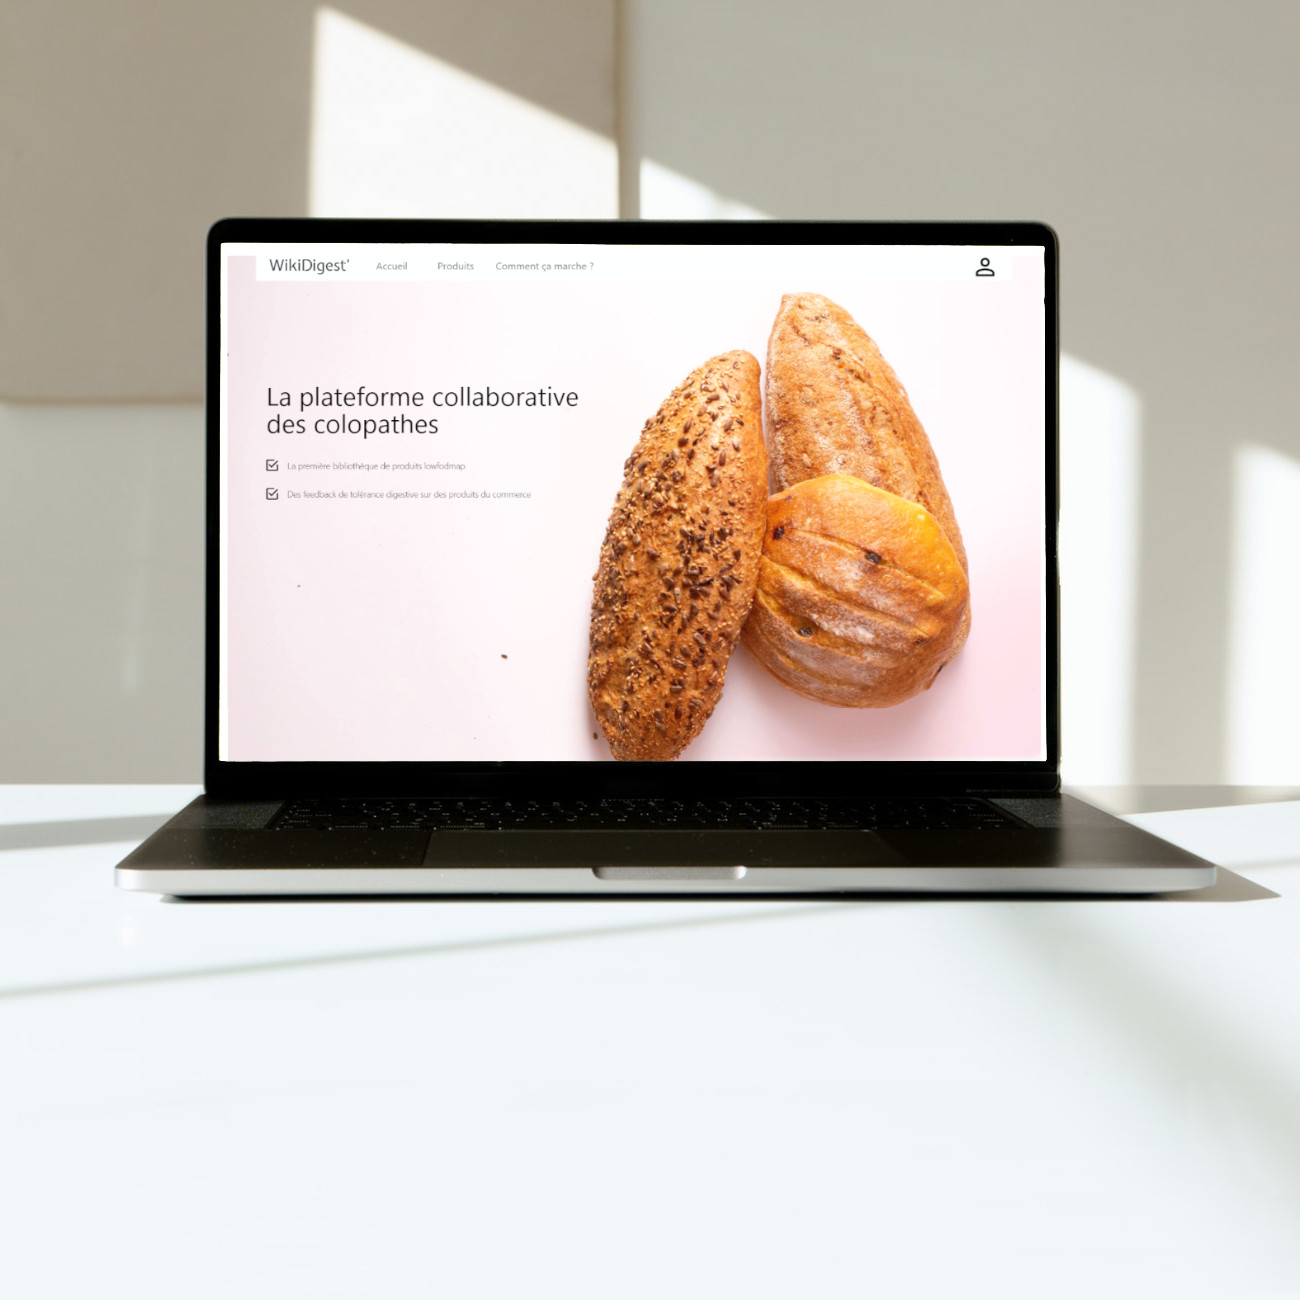 WikiDigest'
Accueil
Produits
Comment ça marche ?
La plateforme collaborative
des colopathes
La première bibliothèque de produits lowfodmap
Des feedback de tolérance digestive sur des produits du commerce